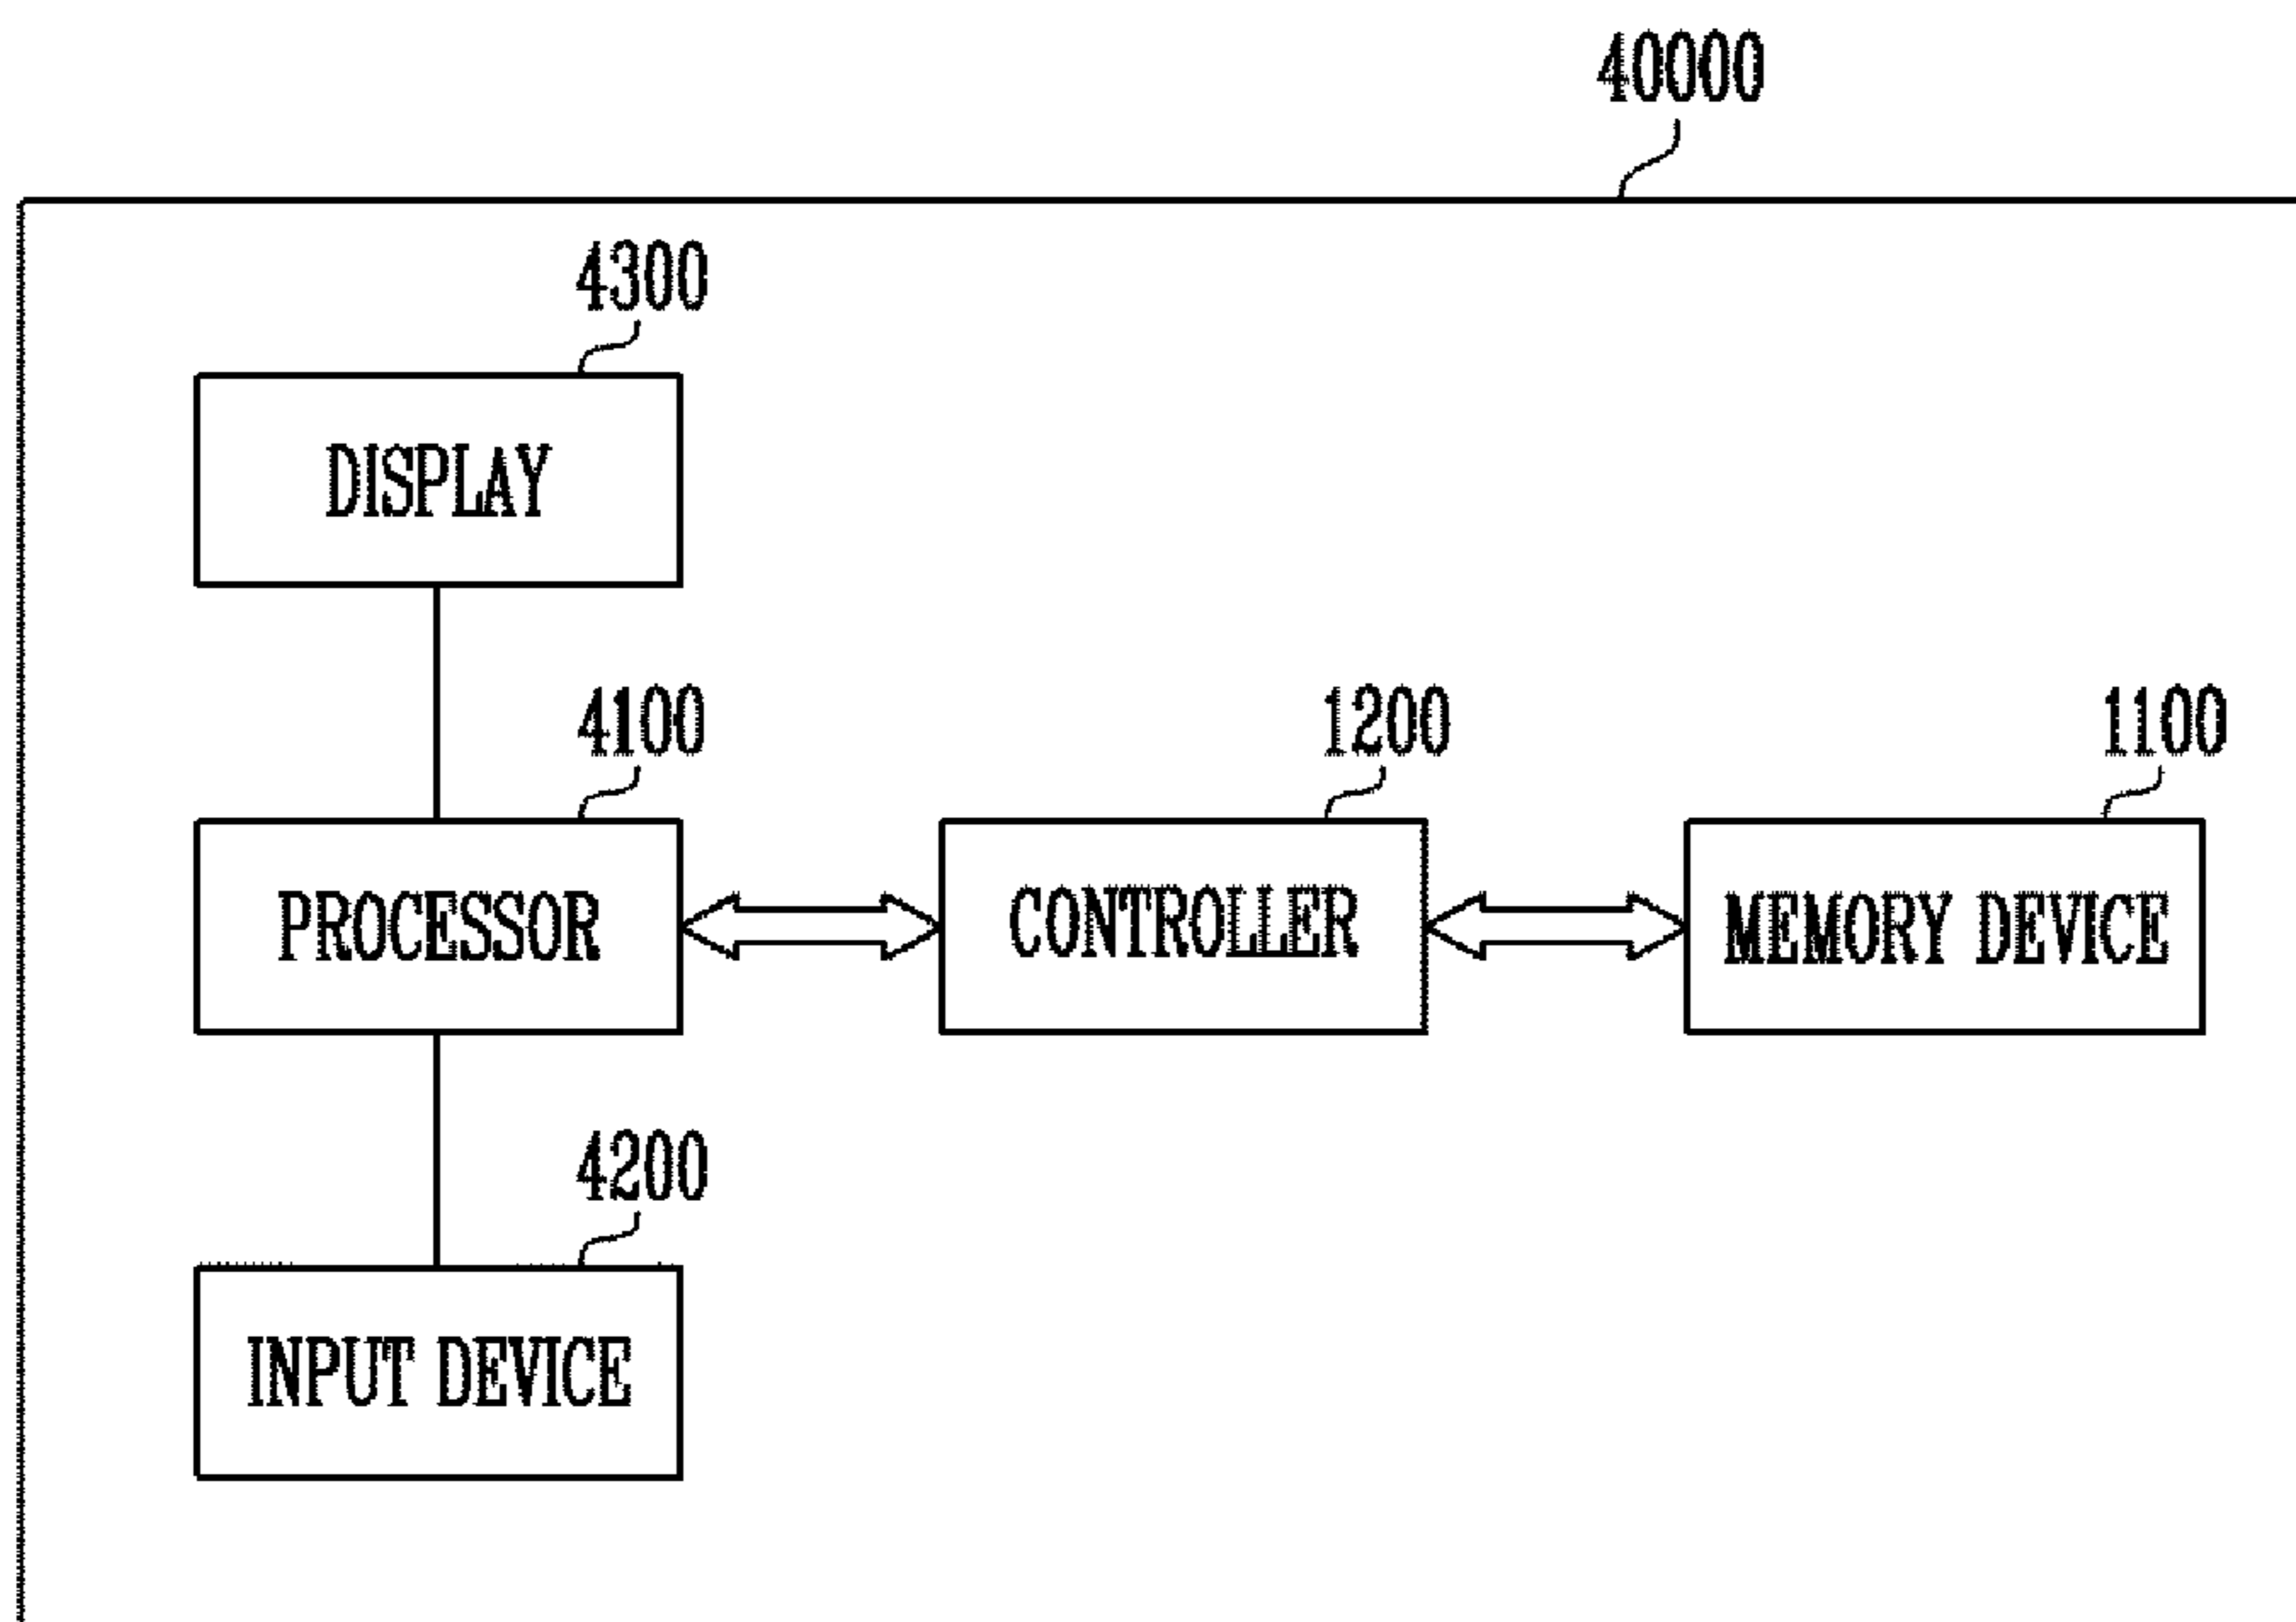 40000
4300
DISPLAY
4100
1200
1100
PROCESSOR
CONTROLLER
MEMORY DEVICE
4200
INPUT DEVICE